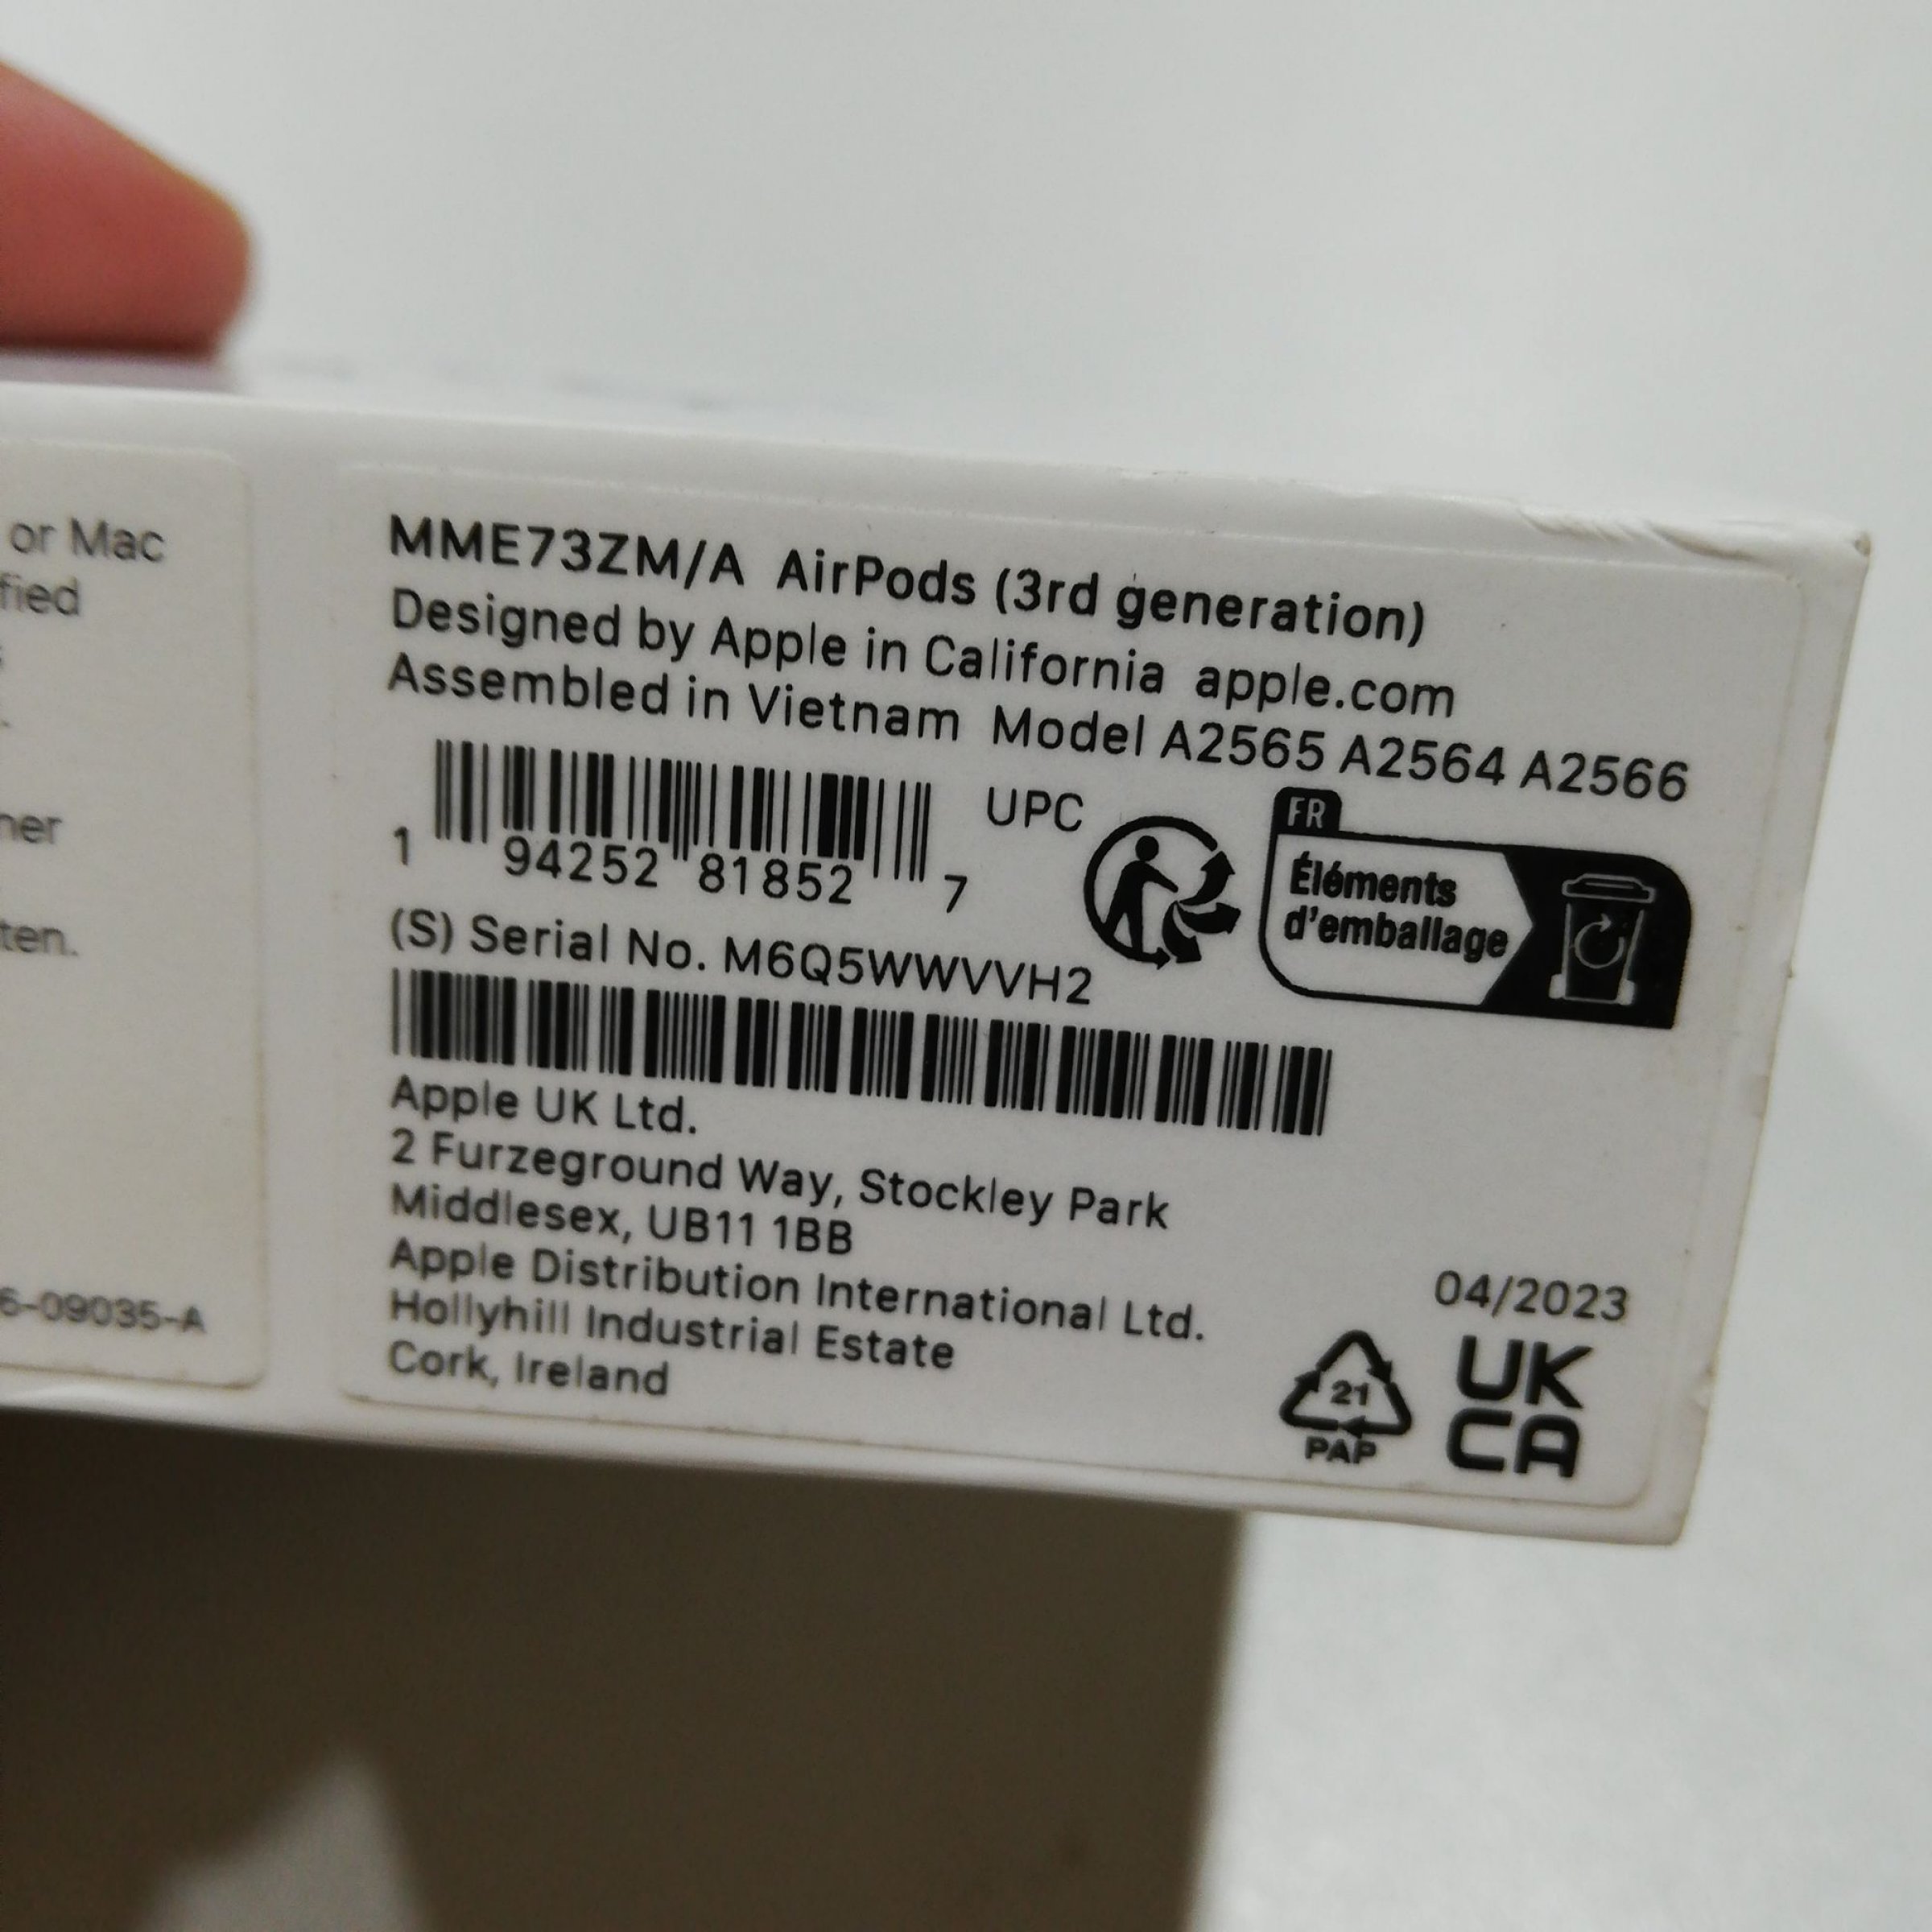 or Mac
MME73ZM/A AirPods (3rd generation)
Designed by Apple in California apple.com
Assembled in Vietnam Model A2565 A2564 A2566
UPC
1 94252 81852 7
FR
Éléments
d'emballage
(S) Serial No. M6Q5WWVVH2
Apple UK Ltd.
2 Furzeground Way, Stockley Park
Middlesex, UB11 1BB
Apple Distribution International Ltd.
Hollyhill Industrial Estate
Cork, Ireland
6-09035-A
04/2023
21
PAP
UK
CA